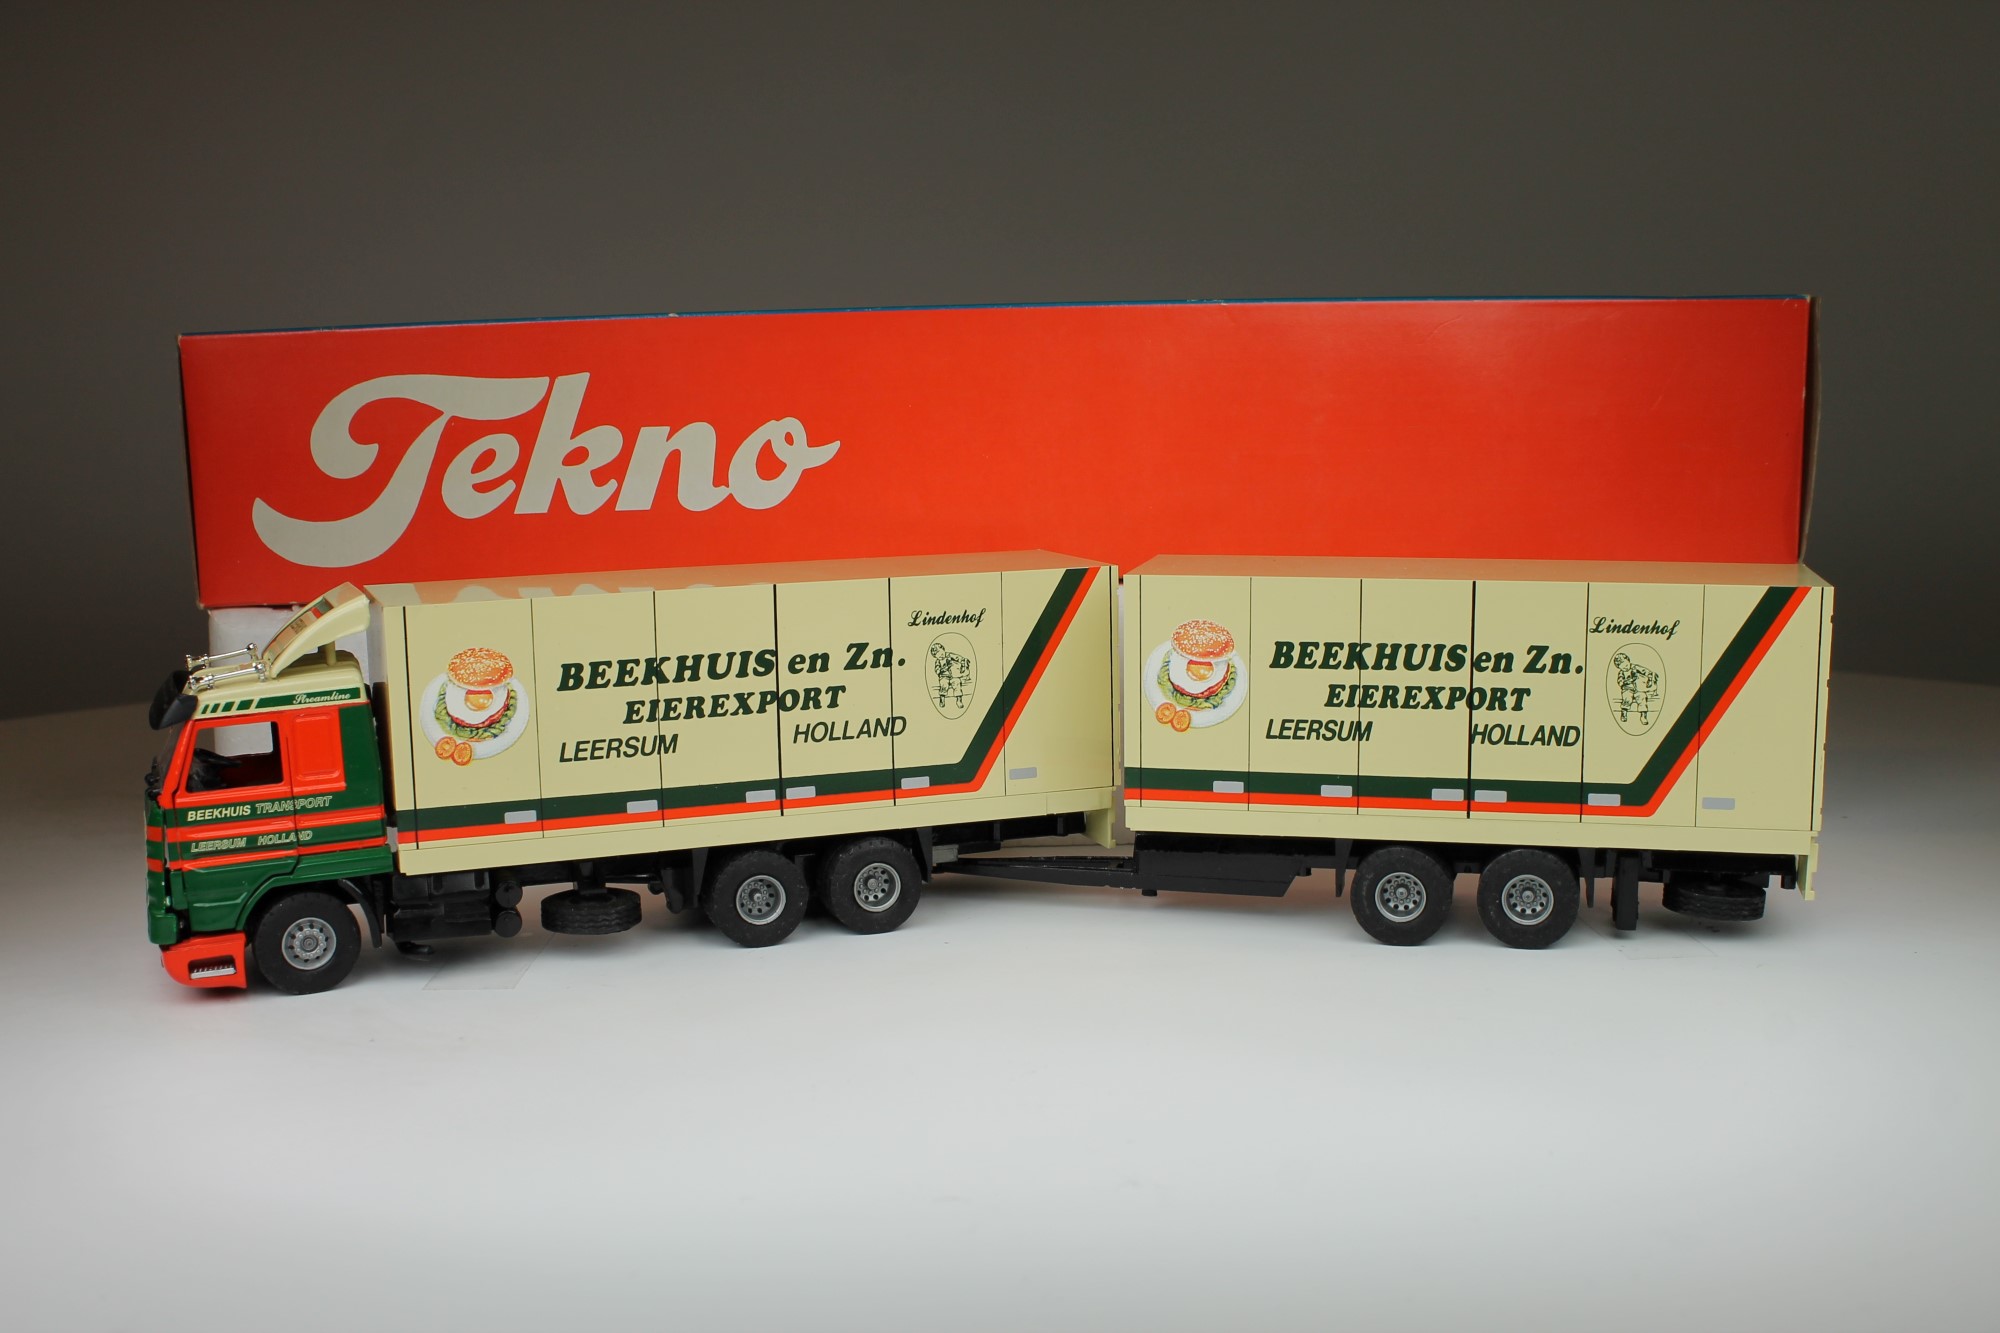 Tekno
Streamline
BEEKHUIS TRANSPORT
LEERSUM HOLLAND
BEEKHUIS en Zn.
EIEREXPORT
LEERSUM HOLLAND
Lindenhof
BEEKHUIS en Zn.
EIEREXPORT
LEERSUM HOLLAND
Lindenhof